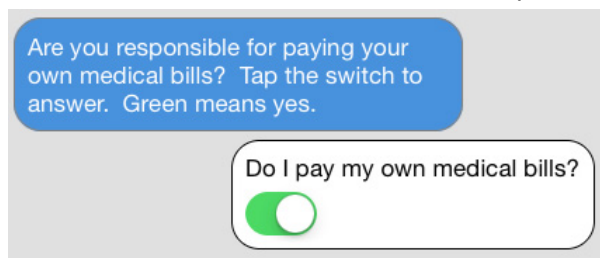 Are you responsible for paying your
own medical bills?  Tap the switch to
answer.  Green means yes.
Do I pay my own medical bills?